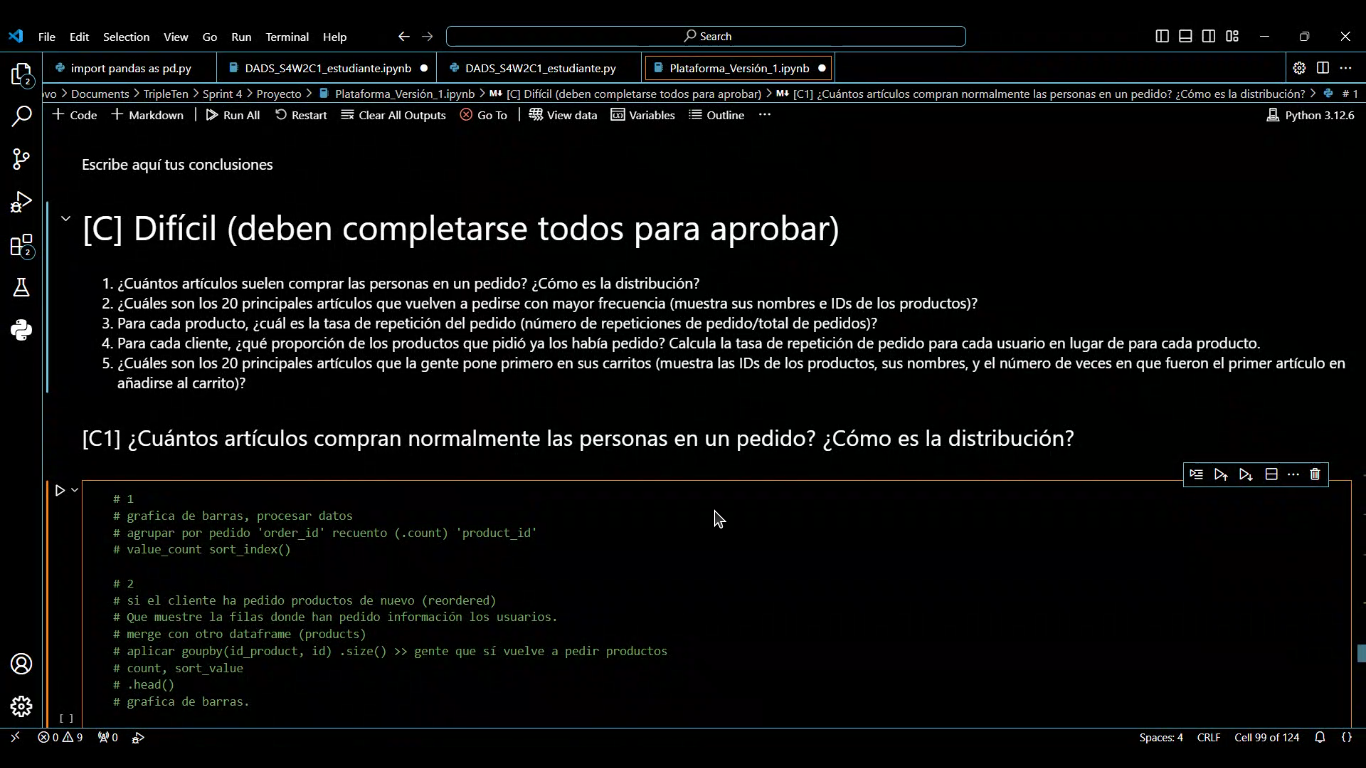 File Edit Selection View Go Run Terminal Help
Search
import pandas as pd.py
DADS_S4W2C1_estudiante.ipynb
DADS_S4W2C1_estudiante.py
Plataforma_Versión_1.ipynb
vo > Documents > TripleTen > Sprint 4 > Proyecto > Plataforma_Versión_1.ipynb > M↓ [C] Difícil (deben completarse todos para aprobar) > M↓ [C1] ¿Cuántos artículos compran normalmente las personas en un pedido? ¿Cómo es la distribución? > # 1
+ Code + Markdown Run All Restart Clear All Outputs Go To View data Variables Outline ... Python 3.12.6
Escribe aquí tus conclusiones
[C] Difícil (deben completarse todos para aprobar)
1. ¿Cuántos artículos suelen comprar las personas en un pedido? ¿Cómo es la distribución?
2. ¿Cuáles son los 20 principales artículos que vuelven a pedirse con mayor frecuencia (muestra sus nombres e IDs de los productos)?
3. Para cada producto, ¿cuál es la tasa de repetición del pedido (número de repeticiones de pedido/total de pedidos)?
4. Para cada cliente, ¿qué proporción de los productos que pidió ya los había pedido? Calcula la tasa de repetición de pedido para cada usuario en lugar de para cada producto.
5. ¿Cuáles son los 20 principales artículos que la gente pone primero en sus carritos (muestra las IDs de los productos, sus nombres, y el número de veces en que fueron el primer artículo en
añadirse al carrito)?
[C1] ¿Cuántos artículos compran normalmente las personas en un pedido? ¿Cómo es la distribución?
# 1
# grafica de barras, procesar datos
# agrupar por pedido 'order_id' recuento (.count) 'product_id'
# value_count sort_index()
# 2
# si el cliente ha pedido productos de nuevo (reordered)
# Que muestre la filas donde han pedido información los usuarios.
# merge con otro dataframe (products)
# aplicar goupby(id_product, id) .size() >> gente que sí vuelve a pedir productos
# count, sort_value
# .head()
# grafica de barras.
[ ]
2
2
0 9 0
Spaces: 4 CRLF Cell 99 of 124 {}